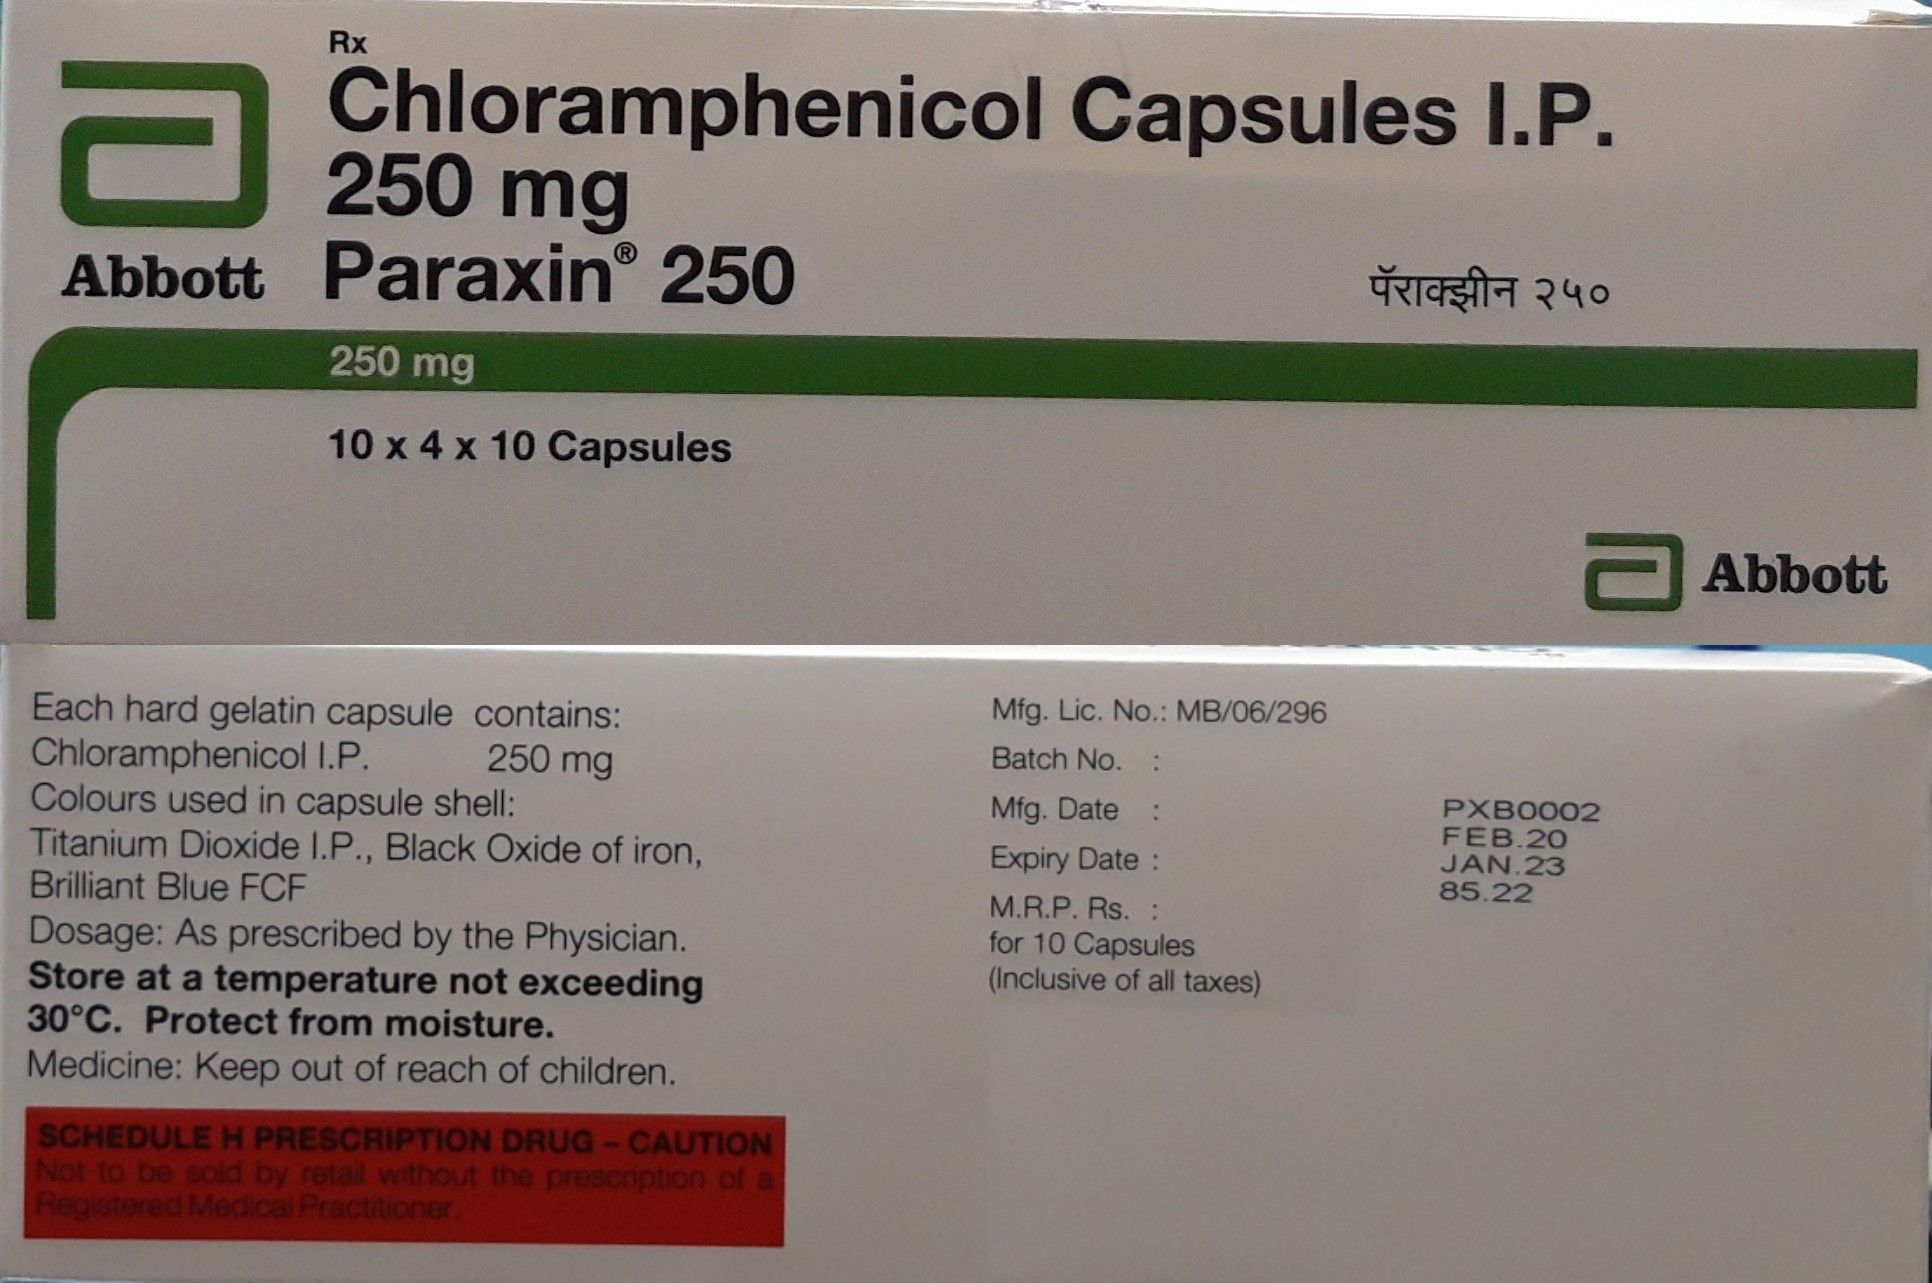 Rx
Chloramphenicol Capsules I.P.
250 mg
Abbott
Paraxin® 250
पॅराक्झीन २५०
250 mg
10 x 4 x 10 Capsules
Abbott
Each hard gelatin capsule contains:
Chloramphenicol I.P. 250 mg
Colours used in capsule shell:
Titanium Dioxide I.P., Black Oxide of iron,
Brilliant Blue FCF
Dosage: As prescribed by the Physician.
Store at a temperature not exceeding
30°C. Protect from moisture.
Medicine: Keep out of reach of children.
SCHEDULE H PRESCRIPTION DRUG – CAUTION
Not to be sold by retail without the prescription of a
Registered Medical Practitioner.
Mfg. Lic. No.: MB/06/296
Batch No. :
Mfg. Date :
Expiry Date :
M.R.P. Rs. :
for 10 Capsules
(Inclusive of all taxes)
PXB0002
FEB.20
JAN.23
85.22